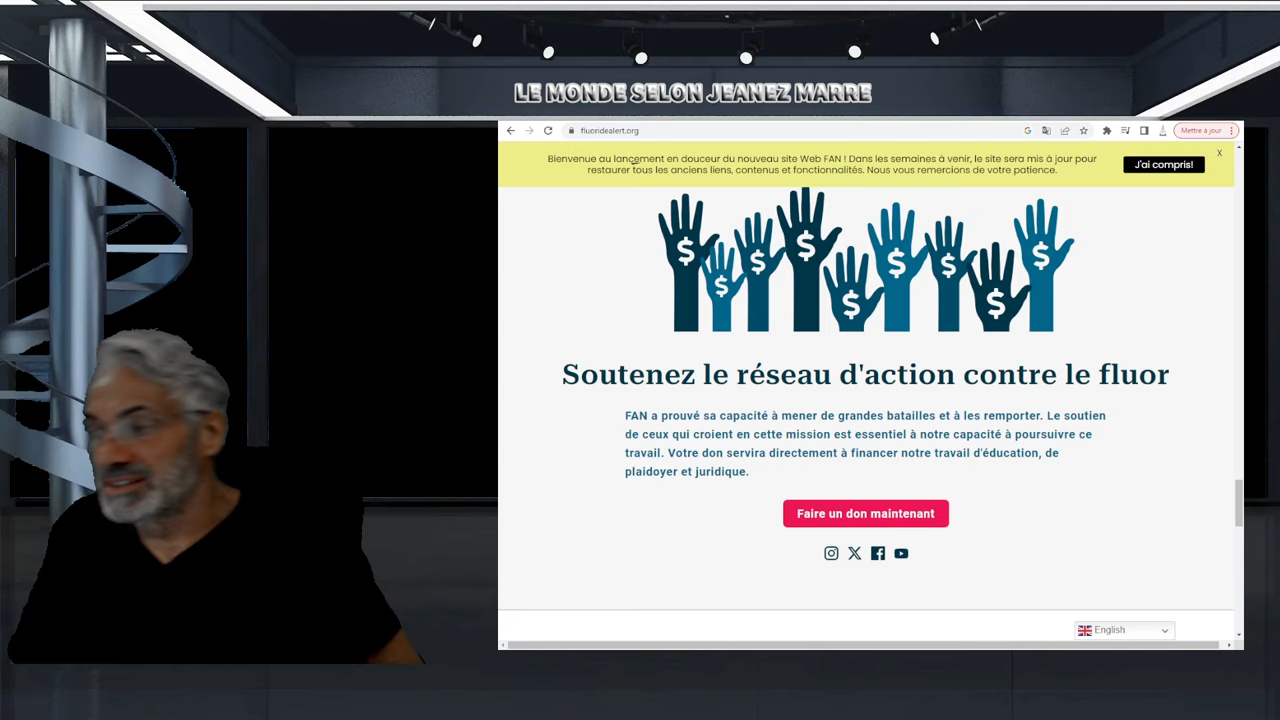 LE MONDE SELON JEANEZ MARRE
fluoridealert.org
Mettre à jour
Bienvenue au lancement en douceur du nouveau site Web FAN ! Dans les semaines à venir, le site sera mis à jour pour
restaurer tous les anciens liens, contenus et fonctionnalités. Nous vous remercions de votre patience.
J'ai compris!
X
$ $ $ $ $ $ $ $ $
Soutenez le réseau d'action contre le fluor
FAN a prouvé sa capacité à mener de grandes batailles et à les remporter. Le soutien
de ceux qui croient en cette mission est essentiel à notre capacité à poursuivre ce
travail. Votre don servira directement à financer notre travail d'éducation, de
plaidoyer et juridique.
Faire un don maintenant
English